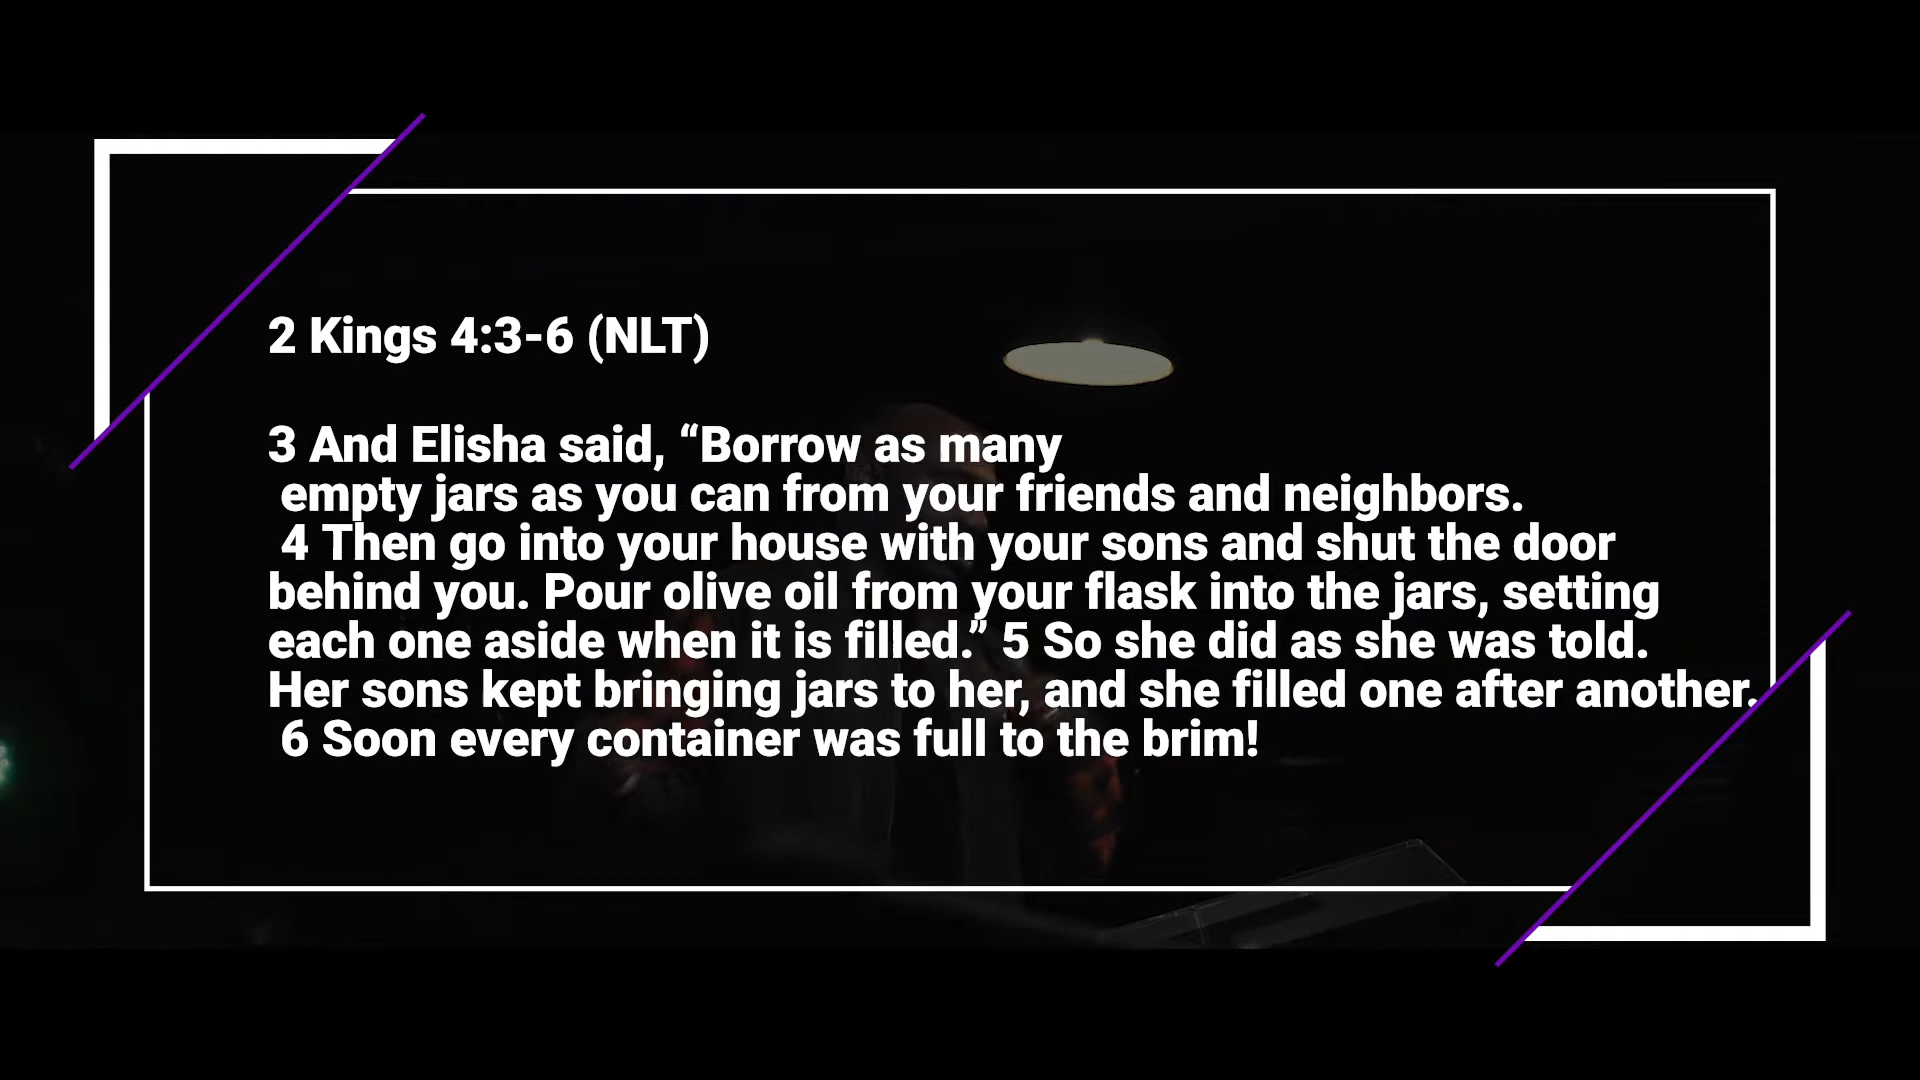 2 Kings 4:3-6 (NLT)
3 And Elisha said, “Borrow as many
empty jars as you can from your friends and neighbors.
4 Then go into your house with your sons and shut the door
behind you. Pour olive oil from your flask into the jars, setting
each one aside when it is filled.” 5 So she did as she was told.
Her sons kept bringing jars to her, and she filled one after another.
6 Soon every container was full to the brim!